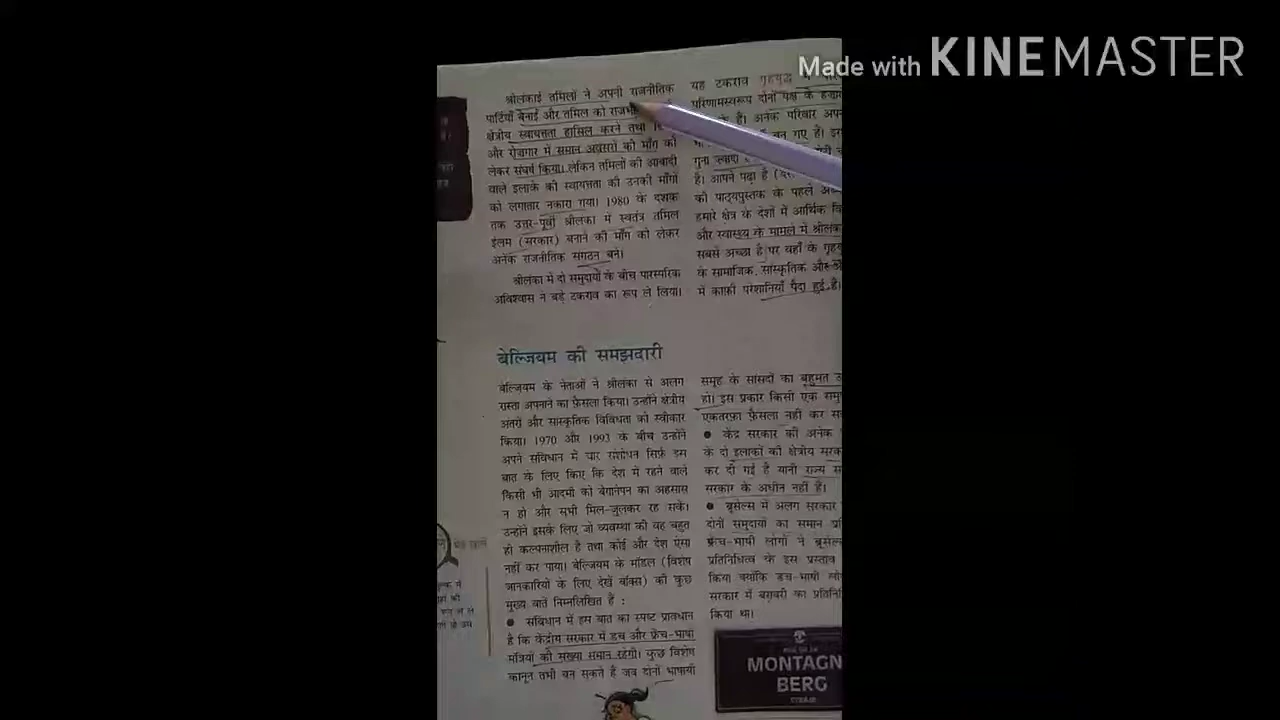 Made with KINEMASTER
श्रीलंकाई तमिलों ने अपनी राजनीतिक
पार्टियाँ बनाईं और तमिल को
क्षेत्रीय स्वायत्तता हासिल करने तथा
और रोज़गार में समान अवसरों की माँग को
लेकर संघर्ष किया। लेकिन तमिलों की आबादी
वाले इलाके की स्वायत्तता की उनकी माँगों
को लगातार नकारा गया। 1980 के दशक
तक उत्तर-पूर्वी श्रीलंका में स्वतंत्र तमिल
ईलम (सरकार) बनाने की माँग को लेकर
अनेक राजनीतिक संगठन बने।
श्रीलंका में दो समुदायों के बीच पारस्परिक
अविश्वास ने बड़े टकराव का रूप ले लिया।
यह टकराव गृहयुद्ध में
परिणामस्वरूप दोनों पक्ष के
के हैं। अनेक परिवार
बन गए हैं।
गुना ज़्यादा
है। आपने पढ़ा है
की पाठ्यपुस्तक के पहले
हमारे क्षेत्र के देशों में आर्थिक
और स्वास्थ्य के मामले में
सबसे अच्छा है पर वहाँ के
के सामाजिक, सांस्कृतिक और
में काफ़ी परेशानियाँ पैदा हुई हैं।
बेल्जियम की समझदारी
बेल्जियम के नेताओं ने श्रीलंका से अलग
रास्ता अपनाने का फ़ैसला किया। उन्होंने क्षेत्रीय
अंतरों और सांस्कृतिक विविधता को स्वीकार
किया। 1970 और 1993 के बीच उन्होंने
अपने संविधान में चार संशोधन सिर्फ़ इस
बात के लिए किए कि देश में रहने वाले
किसी भी आदमी को बेगानेपन का अहसास
न हो और सभी मिल-जुलकर रह सकें।
उन्होंने इसके लिए जो व्यवस्था की वह बहुत
ही कल्पनाशील है तथा कोई और देश ऐसा
नहीं कर पाया। बेल्जियम के मॉडल (विशेष
जानकारियों के लिए देखें बॉक्स) की कुछ
मुख्य बातें निम्नलिखित हैं :
● संविधान में इस बात का स्पष्ट प्रावधान
है कि केंद्रीय सरकार में डच और फ्रेंच-भाषी
मंत्रियों की संख्या समान रहेगी। कुछ विशेष
कानून तभी बन सकते हैं जब दोनों भाषायी
समूह के सांसदों का बहुमत
हो। इस प्रकार किसी एक
एकतरफ़ा फ़ैसला नहीं कर
● केंद्र सरकार की अनेक
के दो इलाकों की क्षेत्रीय
कर दी गई हैं यानी राज्य
सरकार के अधीन नहीं हैं।
● ब्रूसेल्स में अलग सरकार
दोनों समुदायों का समान
फ्रेंच-भाषी लोगों ने
प्रतिनिधित्व के इस प्रस्ताव
किया क्योंकि डच-भाषी
सरकार में बराबरी का
किया था।
MONTAGN
BERG